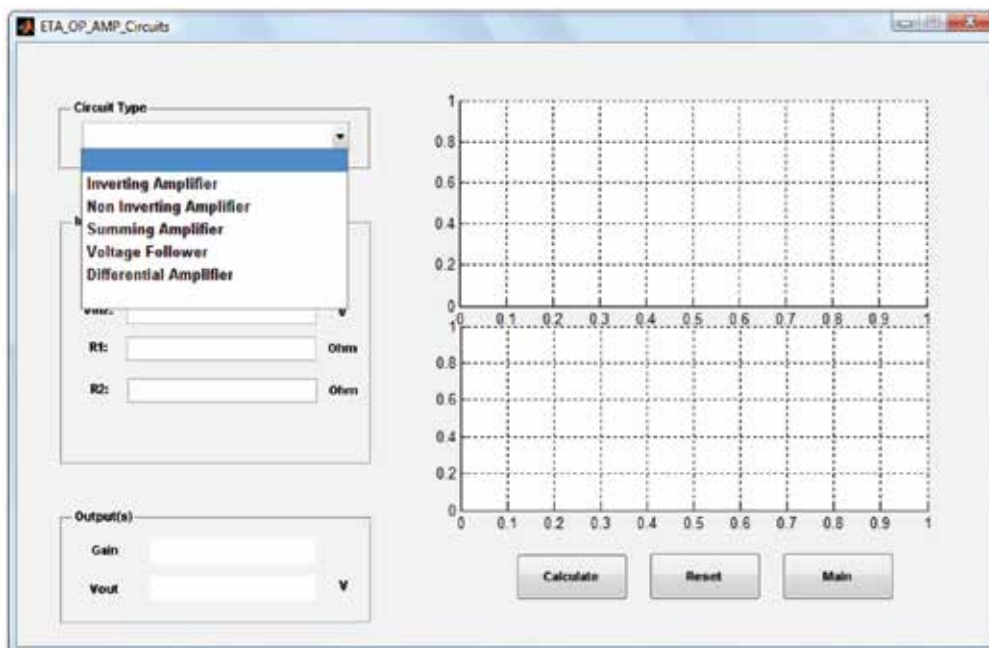 ETA_OP_AMP_Circuits
Circuit Type
Inverting Amplifier
Non Inverting Amplifier
Summing Amplifier
Voltage Follower
Differential Amplifier
V
R1:
Ohm
R2:
Ohm
Output(s)
Gain
Vout
V
1
0.8
0.6
0.4
0.2
0
0 0.1 0.2 0.3 0.4 0.5 0.6 0.7 0.8 0.9 1
1
0.8
0.6
0.4
0.2
0
0 0.1 0.2 0.3 0.4 0.5 0.6 0.7 0.8 0.9 1
Calculate
Reset
Main